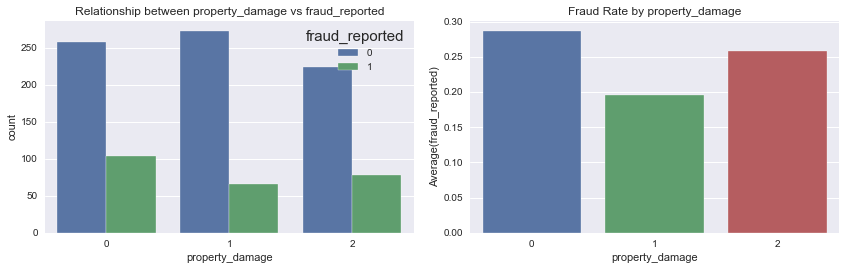 Relationship between property_damage vs fraud_reported
count
250
200
150
100
50
0
fraud_reported
0
1
0 1 2
property_damage
Fraud Rate by property_damage
Average(fraud_reported)
0.30
0.25
0.20
0.15
0.10
0.05
0.00
0 1 2
property_damage